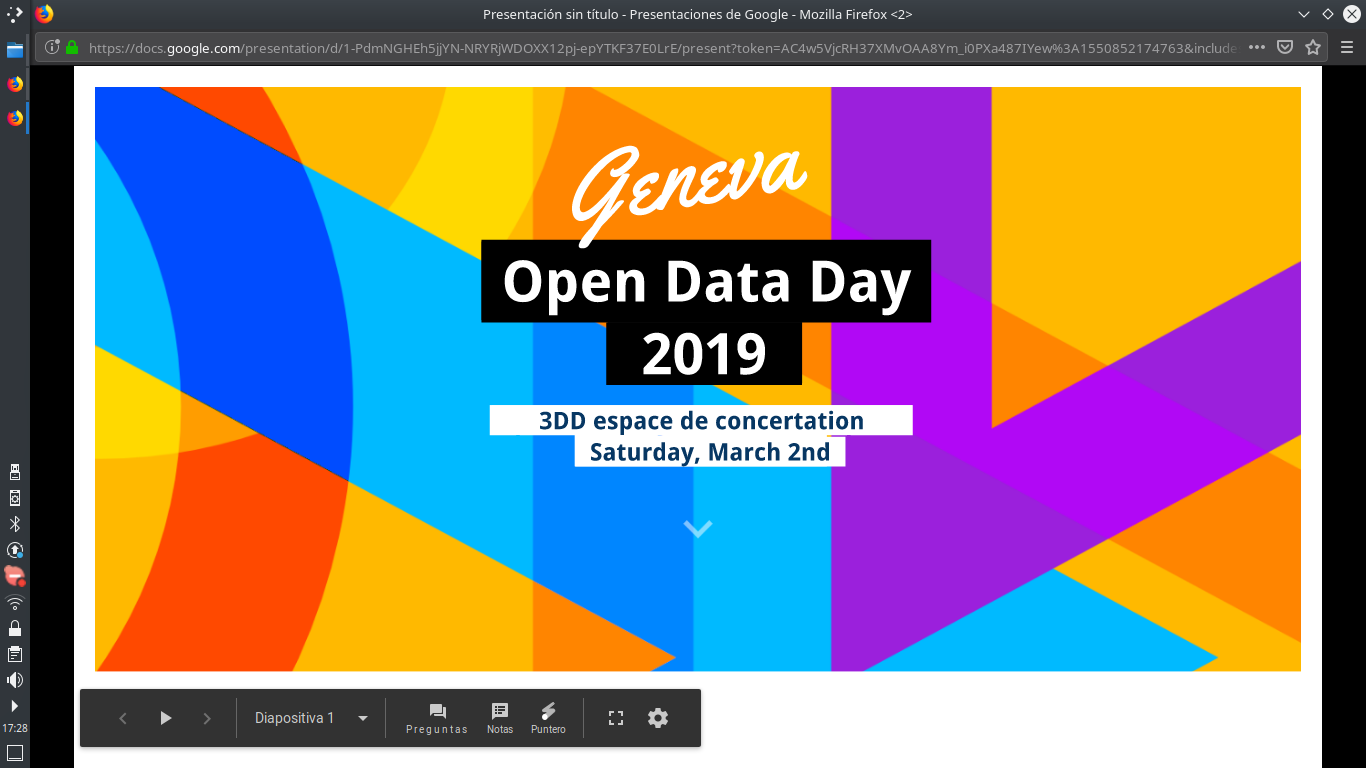 Presentación sin título - Presentaciones de Google - Mozilla Firefox <2>
https://docs.google.com/presentation/d/1-PdmNGHEh5jjYN-NRYRjWDOXX12pj-epYTKF37E0LrE/present?token=AC4w5VjcRH37XMvOAA8Ym_i0PXa487IYew%3A1550852174763&include
Geneva
Open Data Day
2019
3DD espace de concertation
Saturday, March 2nd
Diapositiva 1
Preguntas
Notas
Puntero
17:28